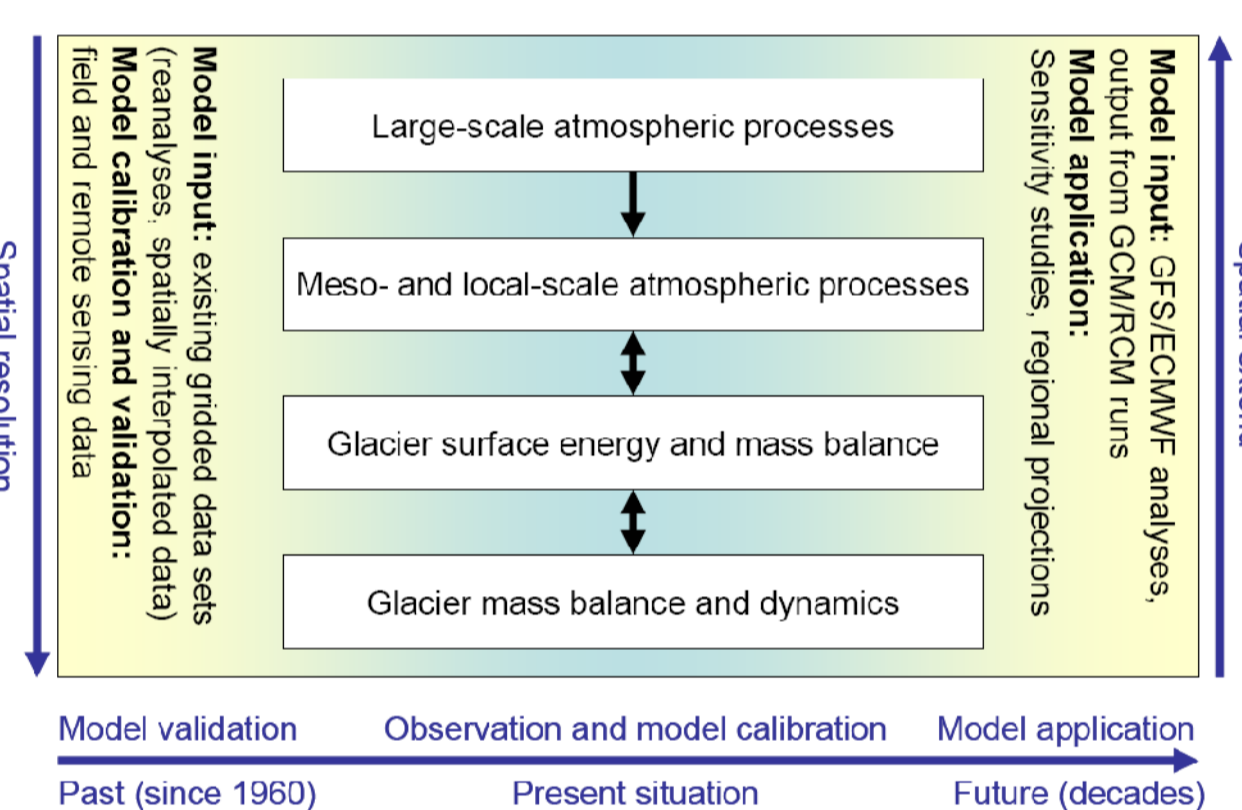 Spatial resolution
Model input: existing gridded data sets
(reanalyses, spatially interpolated data)
Model calibration and validation:
field and remote sensing data
Large-scale atmospheric processes
Meso- and local-scale atmospheric processes
Glacier surface energy and mass balance
Glacier mass balance and dynamics
Model input: GFS/ECMWF analyses,
output from GCM/RCM runs
Model application:
Sensitivity studies, regional projections
Model validation
Observation and model calibration
Model application
Past (since 1960)
Present situation
Future (decades)